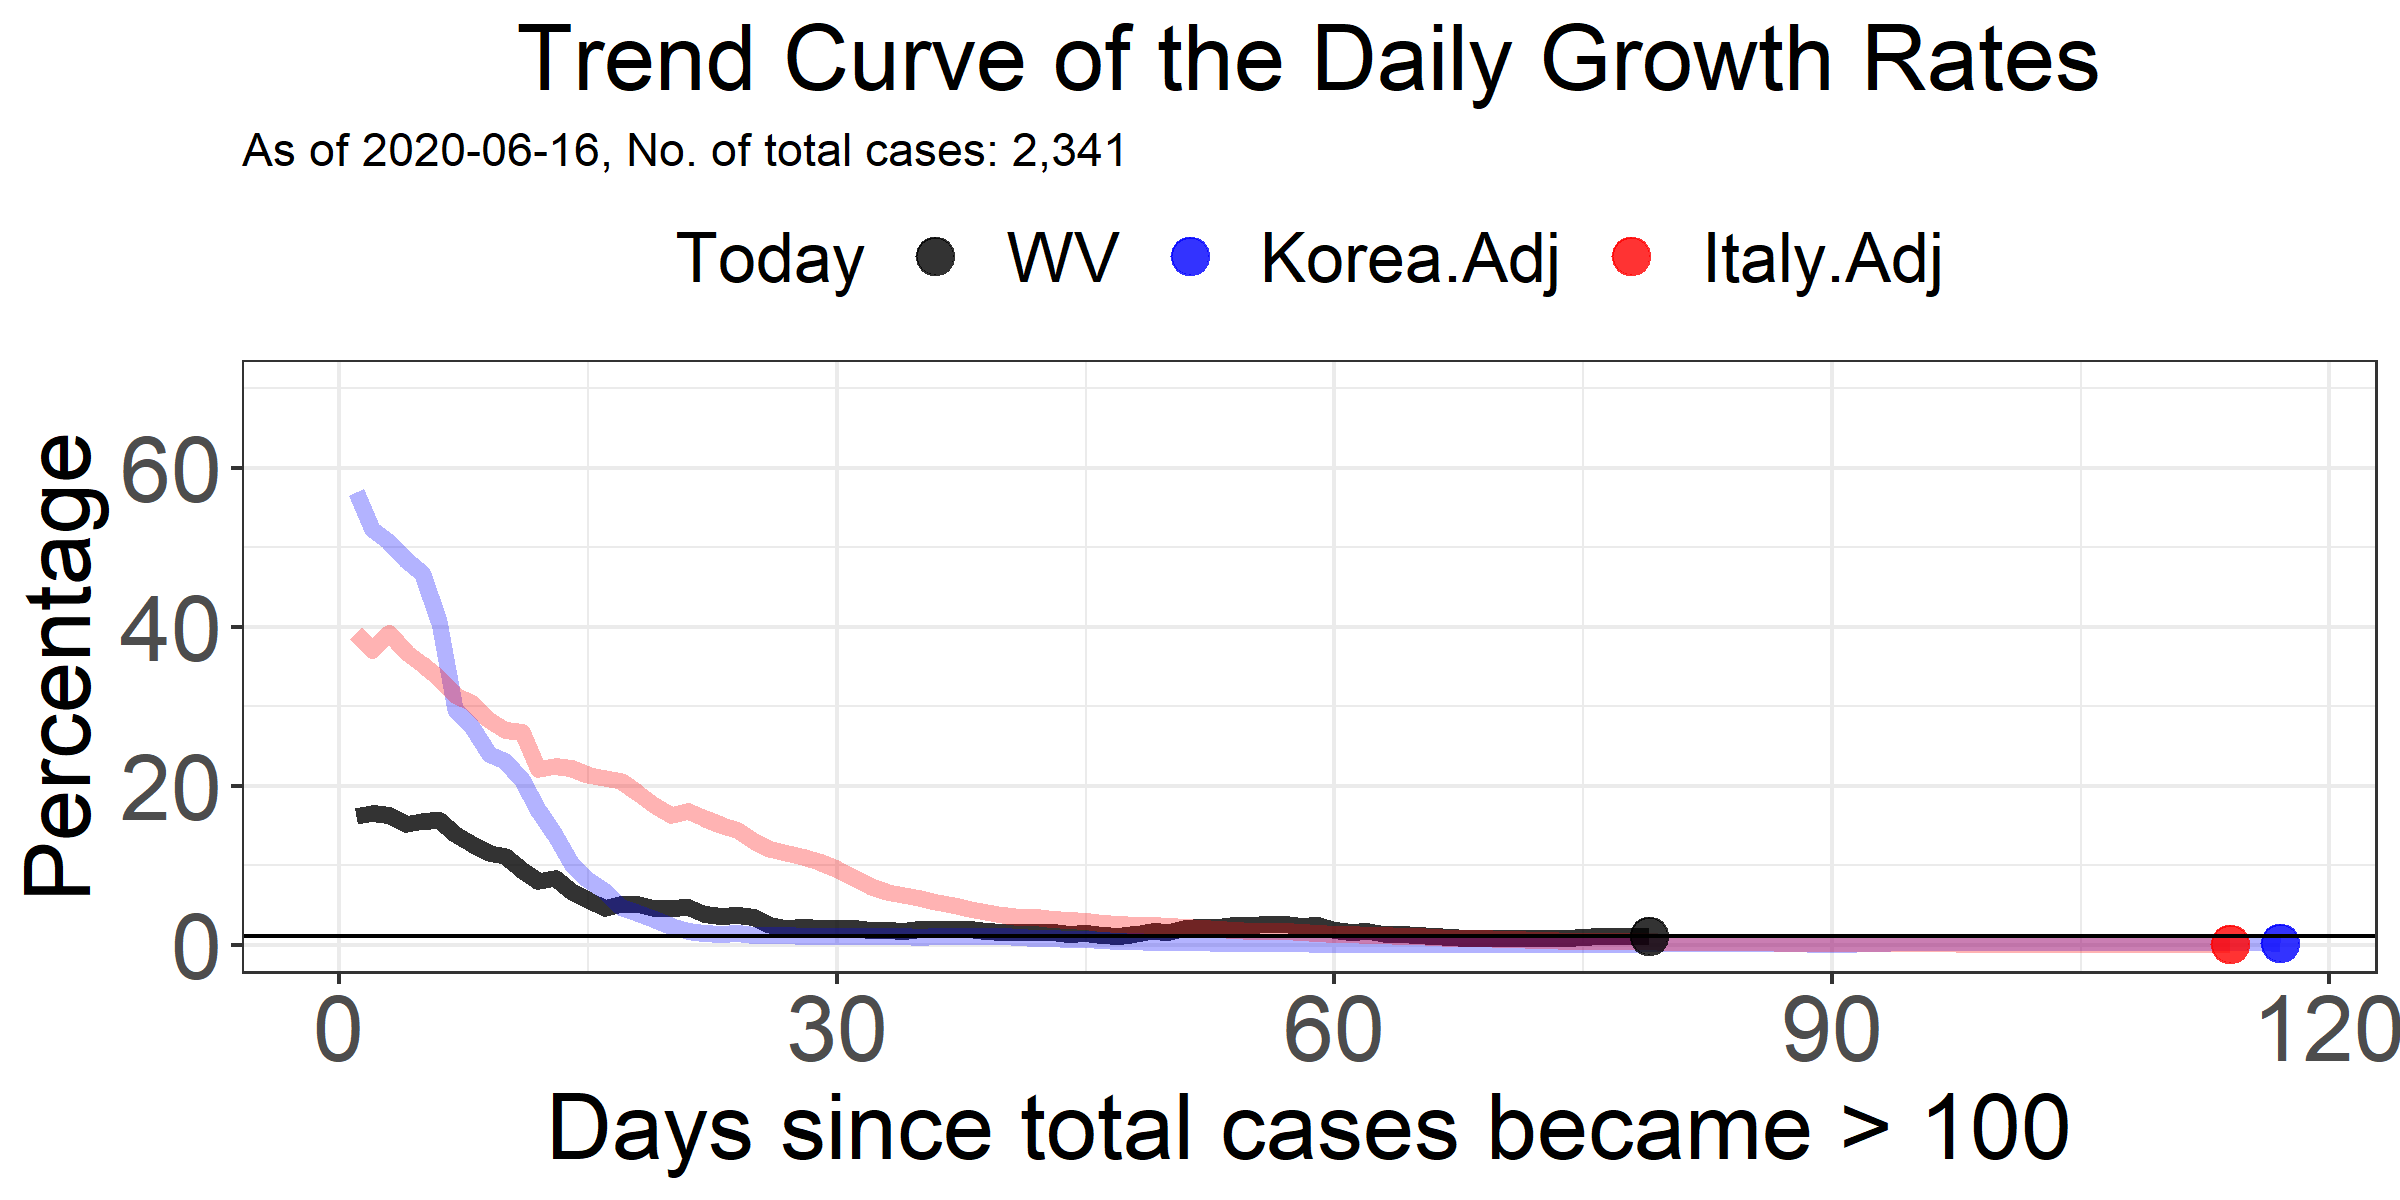 Trend Curve of the Daily Growth Rates
As of 2020-06-16, No. of total cases: 2,341
Today WV Korea.Adj Italy.Adj
Percentage
60
40
20
0
0 30 60 90 120
Days since total cases became > 100